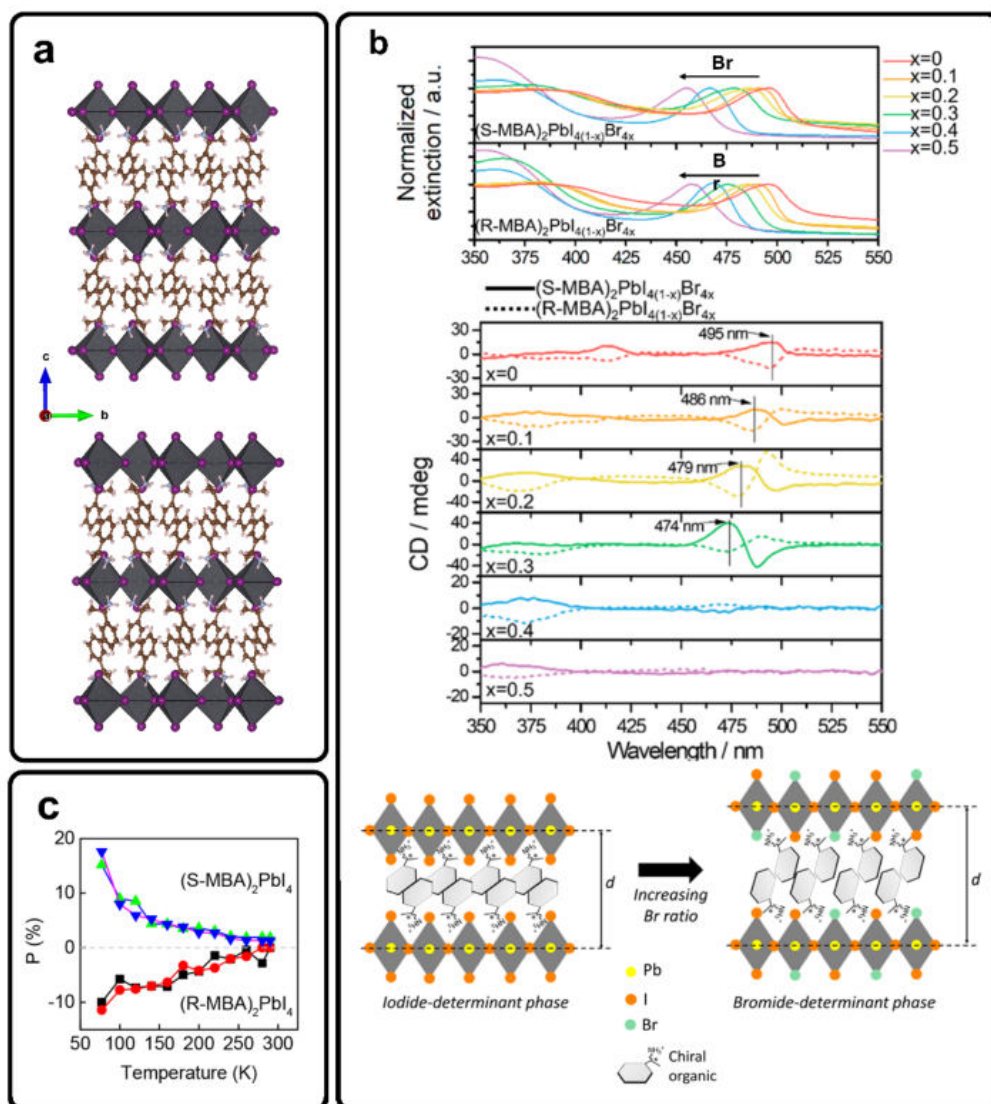 a
c
b
b
Normalized
extinction / a.u.
Br
(S-MBA)₂PbI₄₍₁₋ₓ₎Br₄ₓ
B
r
(R-MBA)₂PbI₄₍₁₋ₓ₎Br₄ₓ
x=0
x=0.1
x=0.2
x=0.3
x=0.4
x=0.5
350 375 400 425 450 475 500 525 550
(S-MBA)₂PbI₄₍₁₋ₓ₎Br₄ₓ
(R-MBA)₂PbI₄₍₁₋ₓ₎Br₄ₓ
CD / mdeg
30
0
-30
x=0
495 nm
30
0
-30
x=0.1
486 nm
40
0
-40
x=0.2
479 nm
40
0
-40
x=0.3
474 nm
20
0
-20
x=0.4
20
0
-20
x=0.5
350 375 400 425 450 475 500 525 550
Wavelength / nm
d
Iodide-determinant phase
Increasing
Br ratio
d
Bromide-determinant phase
Pb
I
Br
NH₃⁺
*
Chiral
organic
c
P (%)
20
10
0
-10
(S-MBA)₂PbI₄
(R-MBA)₂PbI₄
50 100 150 200 250 300
Temperature (K)